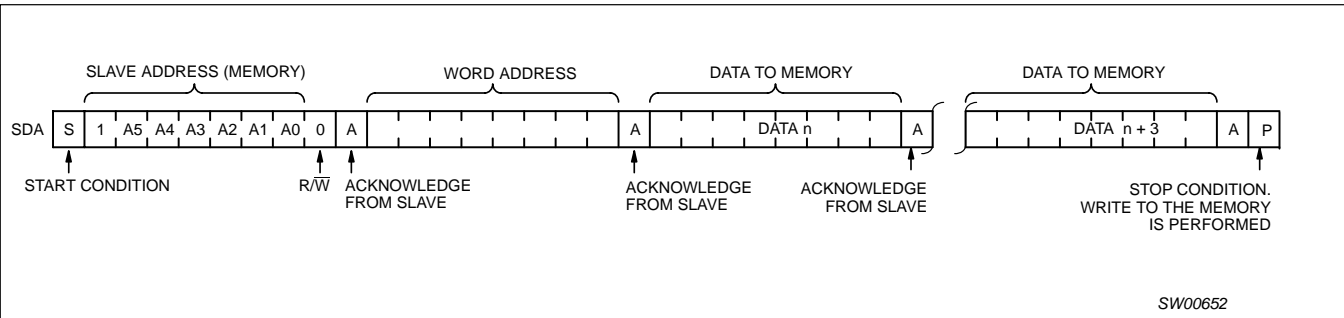 SLAVE ADDRESS (MEMORY) WORD ADDRESS DATA TO MEMORY DATA TO MEMORY
SDA S 1 A5 A4 A3 A2 A1 A0 0 A A DATA n A DATA n + 3 A P
START CONDITION R/W̅ ACKNOWLEDGE FROM SLAVE
ACKNOWLEDGE FROM SLAVE
ACKNOWLEDGE FROM SLAVE
STOP CONDITION.
WRITE TO THE MEMORY
IS PERFORMED
SW00652